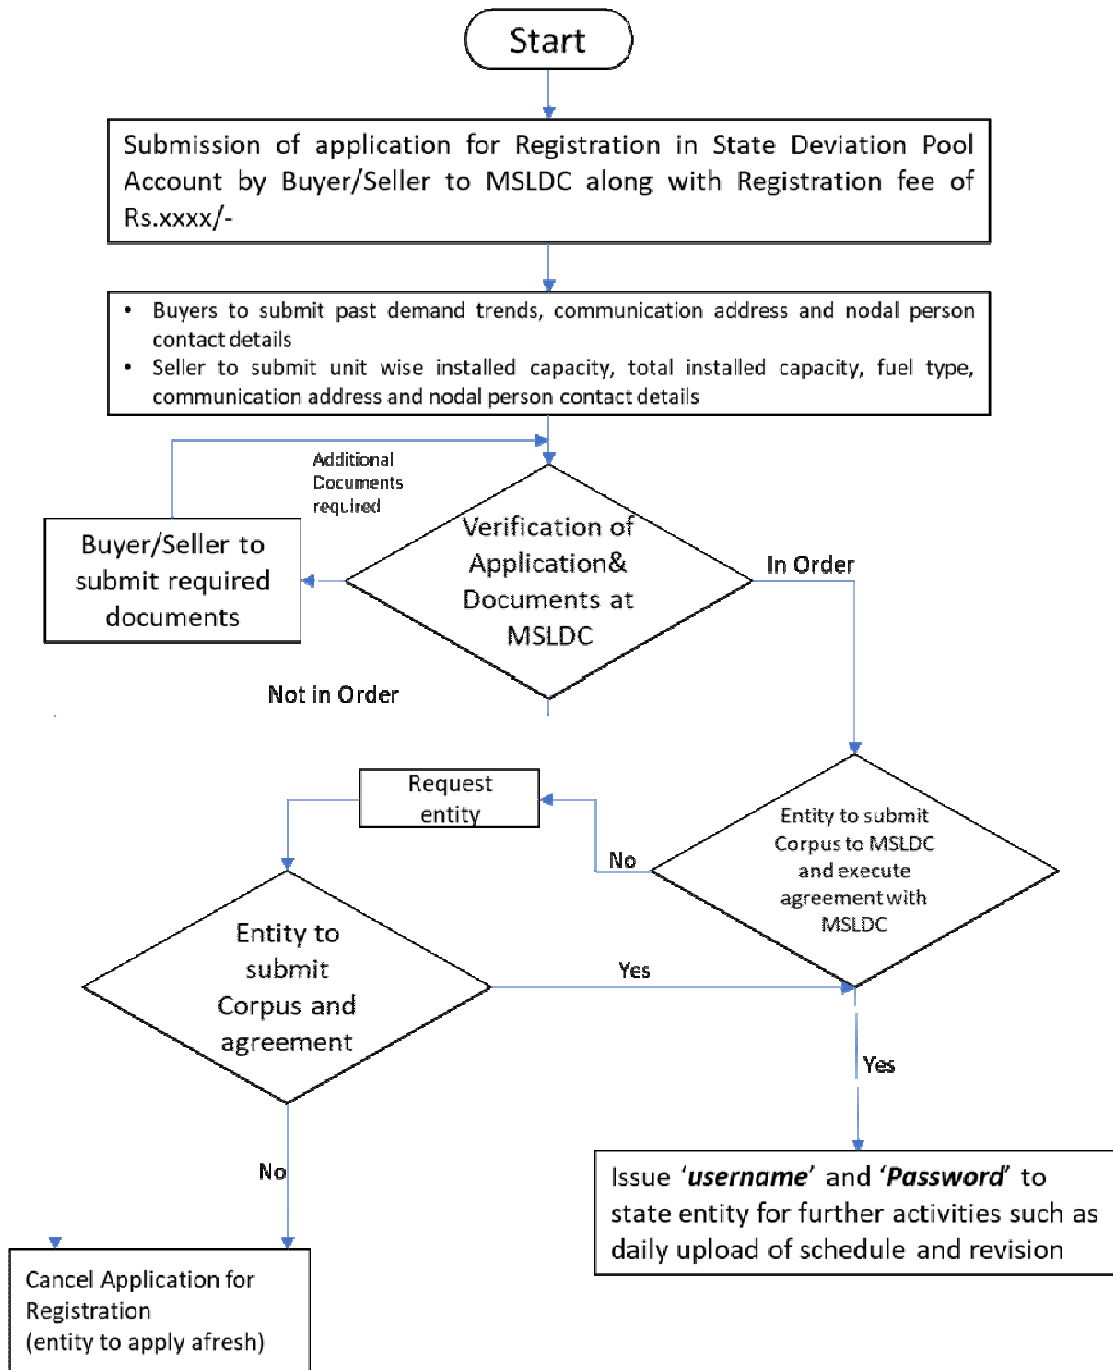 Start
Submission of application for Registration in State Deviation Pool
Account by Buyer/Seller to MSLDC along with Registration fee of
Rs.xxxx/-
• Buyers to submit past demand trends, communication address and nodal person
contact details
• Seller to submit unit wise installed capacity, total installed capacity, fuel type,
communication address and nodal person contact details
Additional
Documents
required
Buyer/Seller to
submit required
documents
Verification of
Application&
Documents at
MSLDC
In Order
Not in Order
Request
entity
Entity to submit
Corpus to MSLDC
and execute
agreement with
MSLDC
No
Entity to
submit
Corpus and
agreement
Yes
Yes
No
Issue ‘username’ and ‘Password’ to
state entity for further activities such as
daily upload of schedule and revision
Cancel Application for
Registration
(entity to apply afresh)